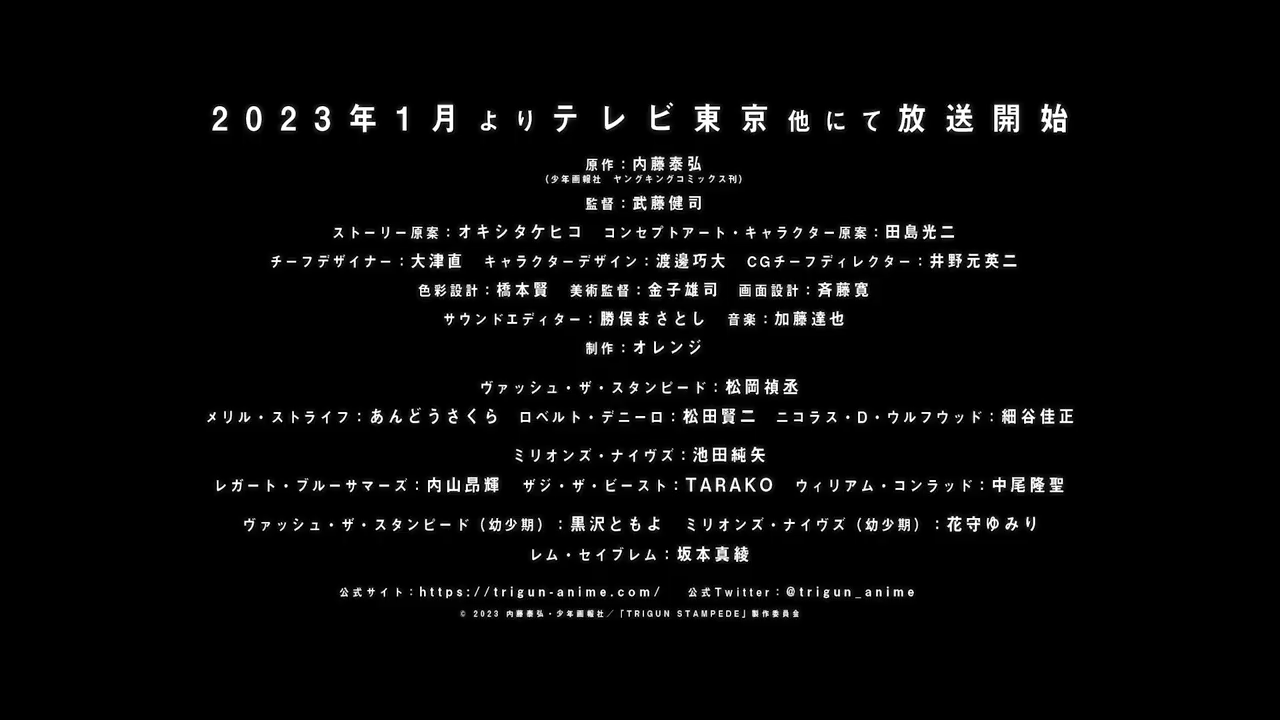 2023年1月よりテレビ東京他にて放送開始
原作：内藤泰弘
（少年画報社　ヤングキングコミックス刊）
監督：武藤健司
ストーリー原案：オキシタケヒコ　コンセプトアート・キャラクター原案：田島光二
チーフデザイナー：大津直　キャラクターデザイン：渡邊巧大　CGチーフディレクター：井野元英二
色彩設計：橋本賢　美術監督：金子雄司　画面設計：斉藤寛
サウンドエディター：勝俣まさとし　音楽：加藤達也
制作：オレンジ
ヴァッシュ・ザ・スタンピード：松岡禎丞
メリル・ストライフ：あんどうさくら　ロベルト・デニーロ：松田賢二　ニコラス・D・ウルフウッド：細谷佳正
ミリオンズ・ナイヴズ：池田純矢
レガート・ブルーサマーズ：内山昂輝　ザジ・ザ・ビースト：TARAKO　ウィリアム・コンラッド：中尾隆聖
ヴァッシュ・ザ・スタンピード（幼少期）：黒沢ともよ　ミリオンズ・ナイヴズ（幼少期）：花守ゆみり
レム・セイブレム：坂本真綾
公式サイト：https://trigun-anime.com/　公式Twitter：@trigun_anime
© 2023 内藤泰弘・少年画報社／「TRIGUN STAMPEDE」製作委員会